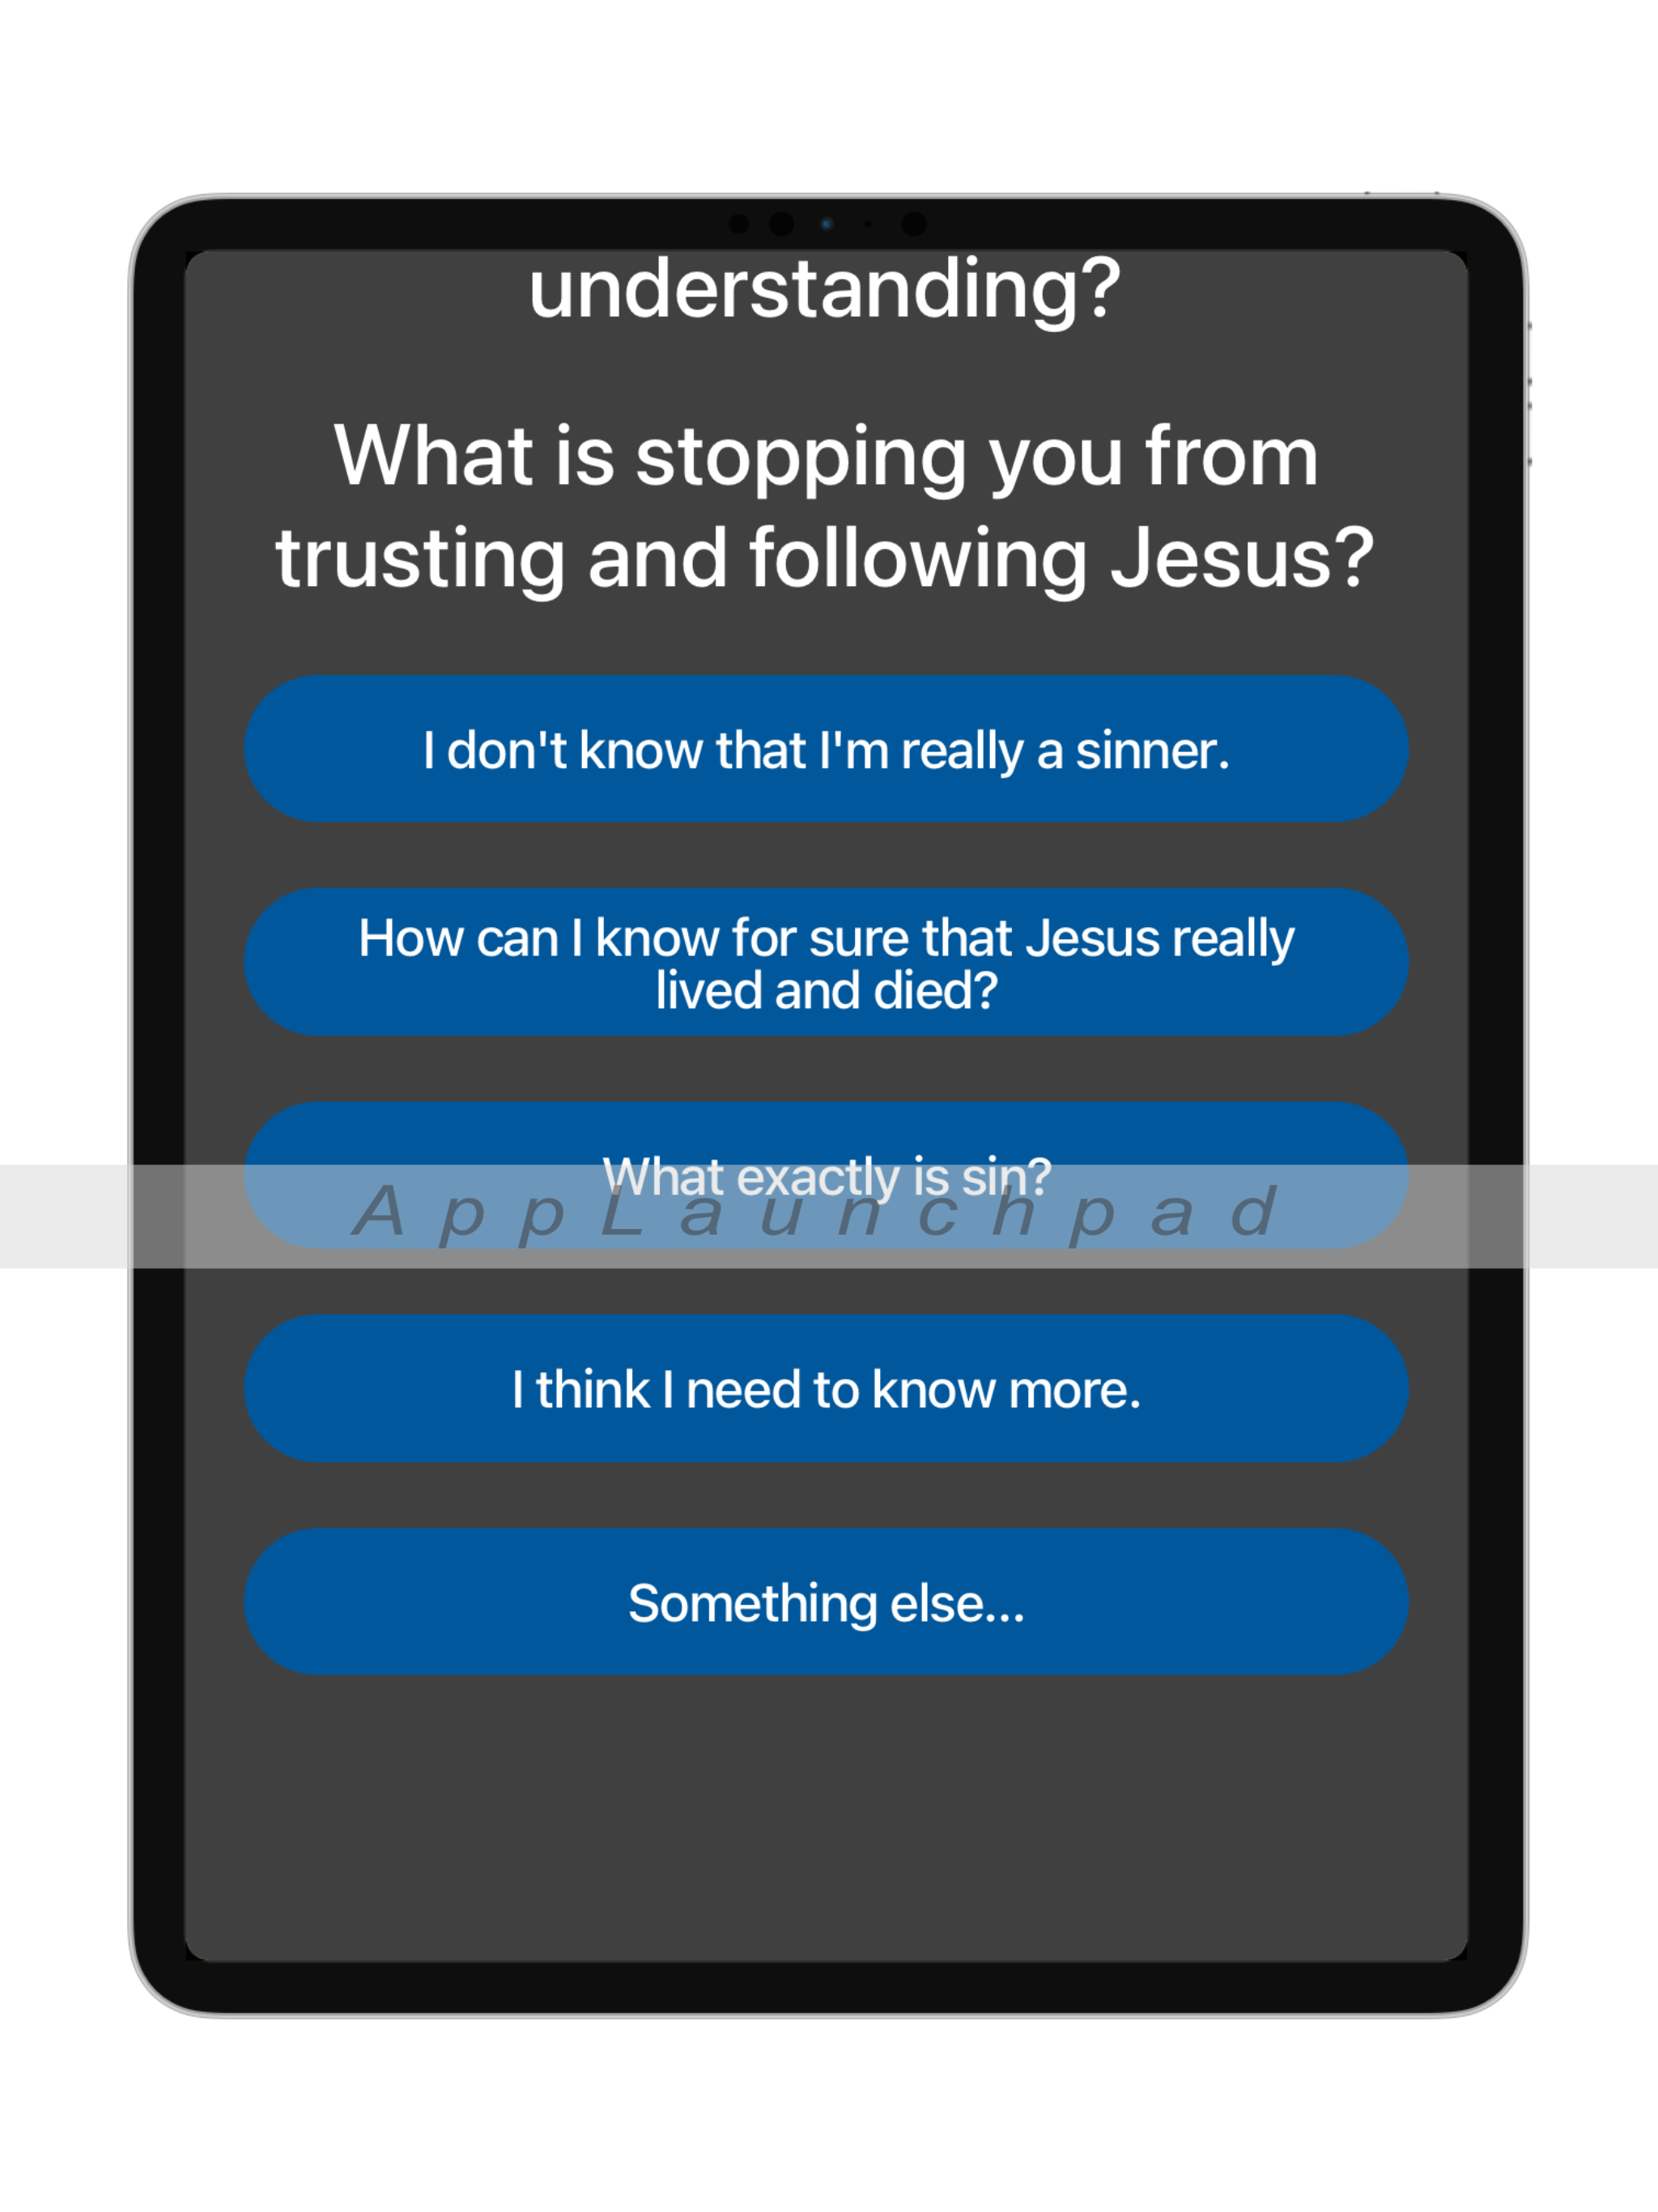 understanding?
What is stopping you from
trusting and following Jesus?
I don't know that I'm really a sinner.
How can I know for sure that Jesus really
lived and died?
What exactly is sin?
AppLaunchpad
I think I need to know more.
Something else...